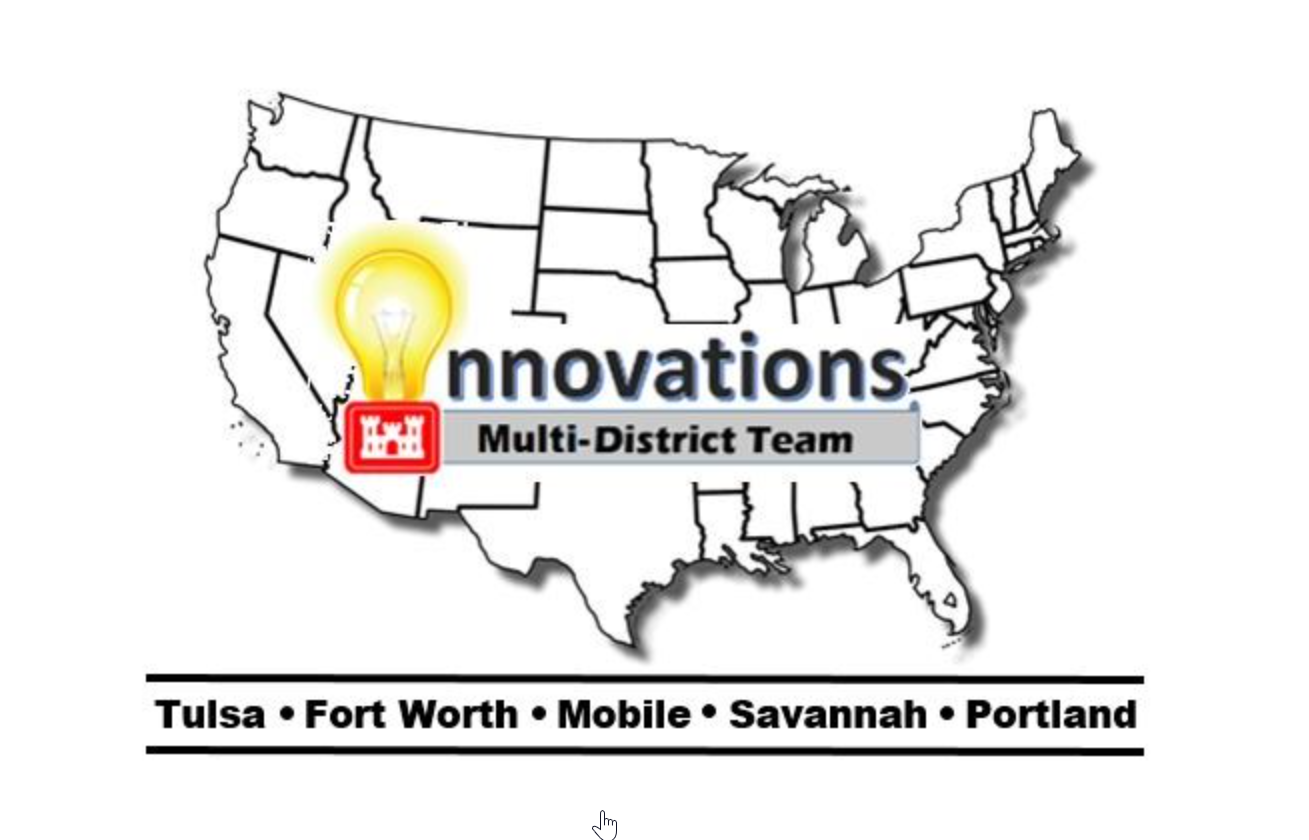 nnovations
Multi-District Team
Tulsa • Fort Worth • Mobile • Savannah • Portland